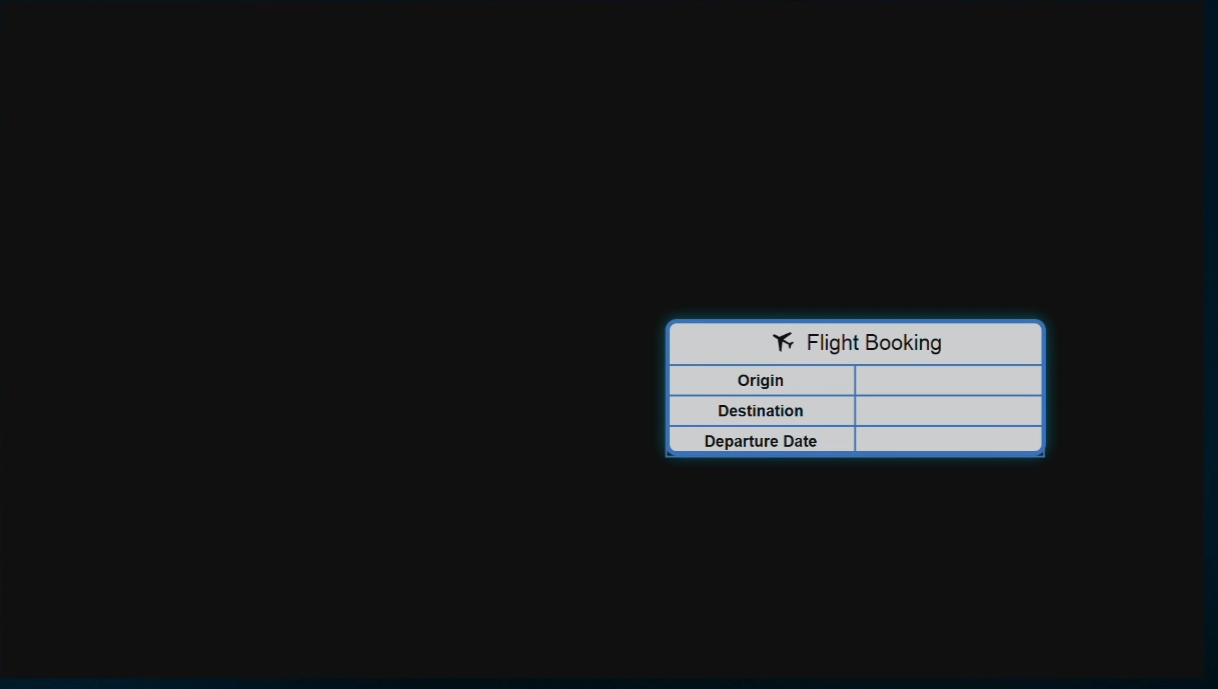 Flight Booking
Origin
Destination
Departure Date